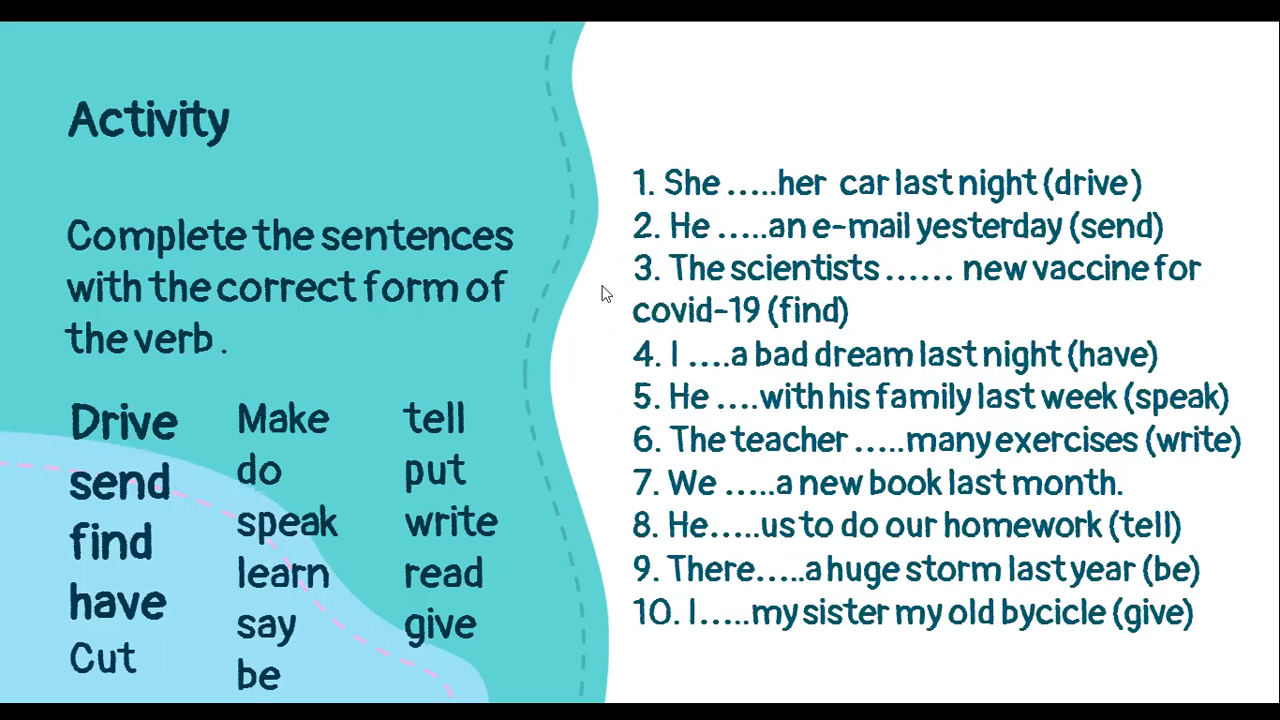 Activity
Complete the sentences
with the correct form of
the verb .
Drive
send
find
have
Cut
Make
do
speak
learn
say
be
tell
put
write
read
give
1. She .....her car last night (drive)
2. He .....an e-mail yesterday (send)
3. The scientists ...... new vaccine for
covid-19 (find)
4. I ....a bad dream last night (have)
5. He ....with his family last week (speak)
6. The teacher .....many exercises (write)
7. We .....a new book last month.
8. He.....us to do our homework (tell)
9. There.....a huge storm last year (be)
10. I.....my sister my old bycicle (give)